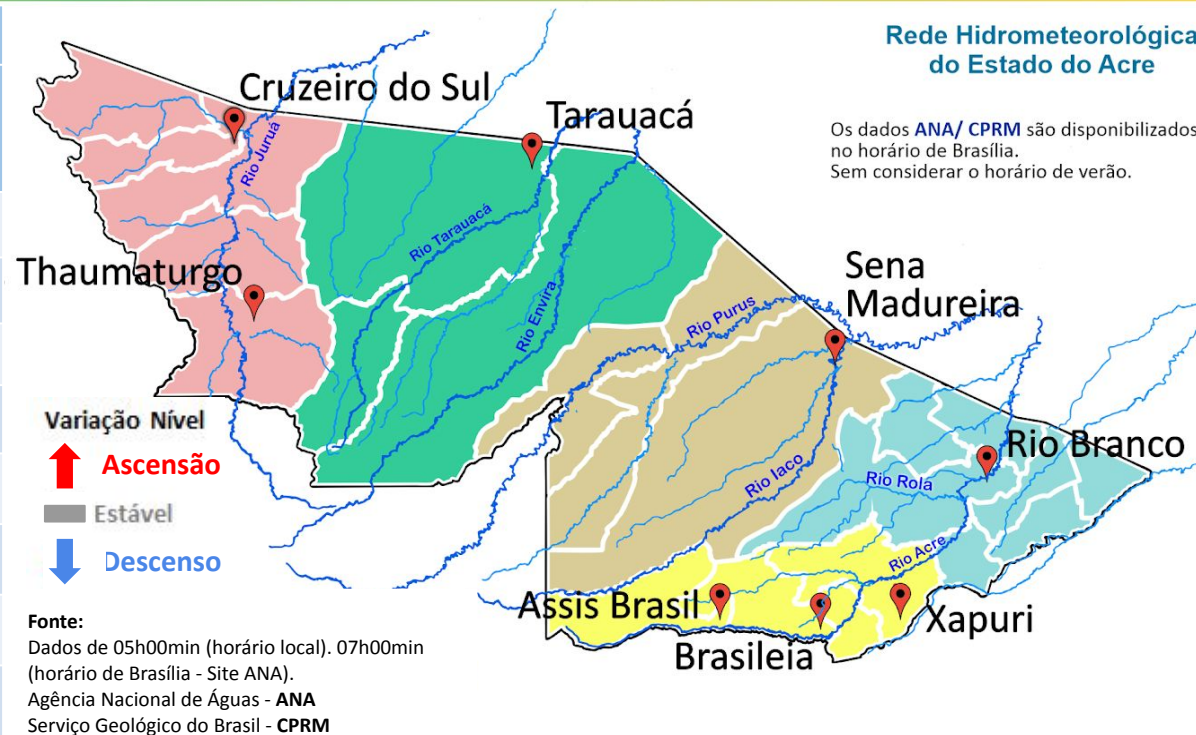 Rede Hidrometeorológica
do Estado do Acre
Os dados ANA/ CPRM são disponibilizados
no horário de Brasília.
Sem considerar o horário de verão.
Cruzeiro do Sul
Tarauacá
Rio Juruá
Rio Tarauacá
Thaumaturgo
Rio Envira
Sena
Madureira
Rio Purus
Variação Nível
Ascensão
Estável
Descenso
Rio Branco
Rio Iaco
Rio Rola
Rio Acre
Assis Brasil
Xapuri
Brasileia
Fonte:
Dados de 05h00min (horário local). 07h00min
(horário de Brasília - Site ANA).
Agência Nacional de Águas - ANA
Serviço Geológico do Brasil - CPRM